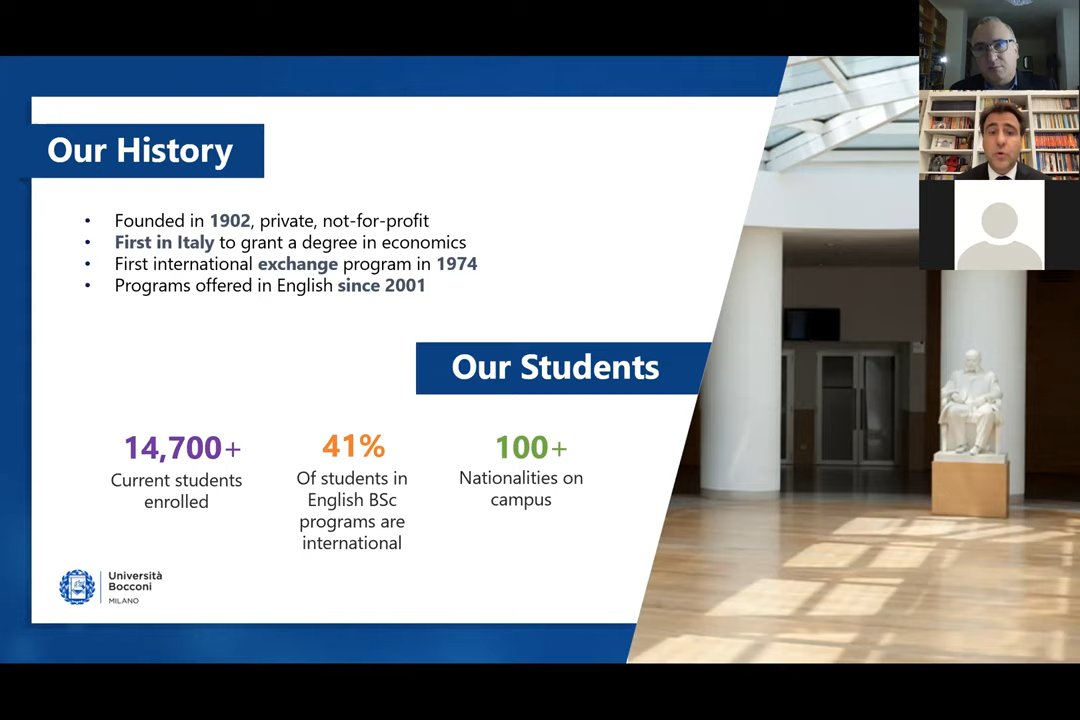 Our History
• Founded in 1902, private, not-for-profit
• First in Italy to grant a degree in economics
• First international exchange program in 1974
• Programs offered in English since 2001
Our Students
14,700+
Current students
enrolled
41%
Of students in
English BSc
programs are
international
100+
Nationalities on
campus
Università
Bocconi
MILANO